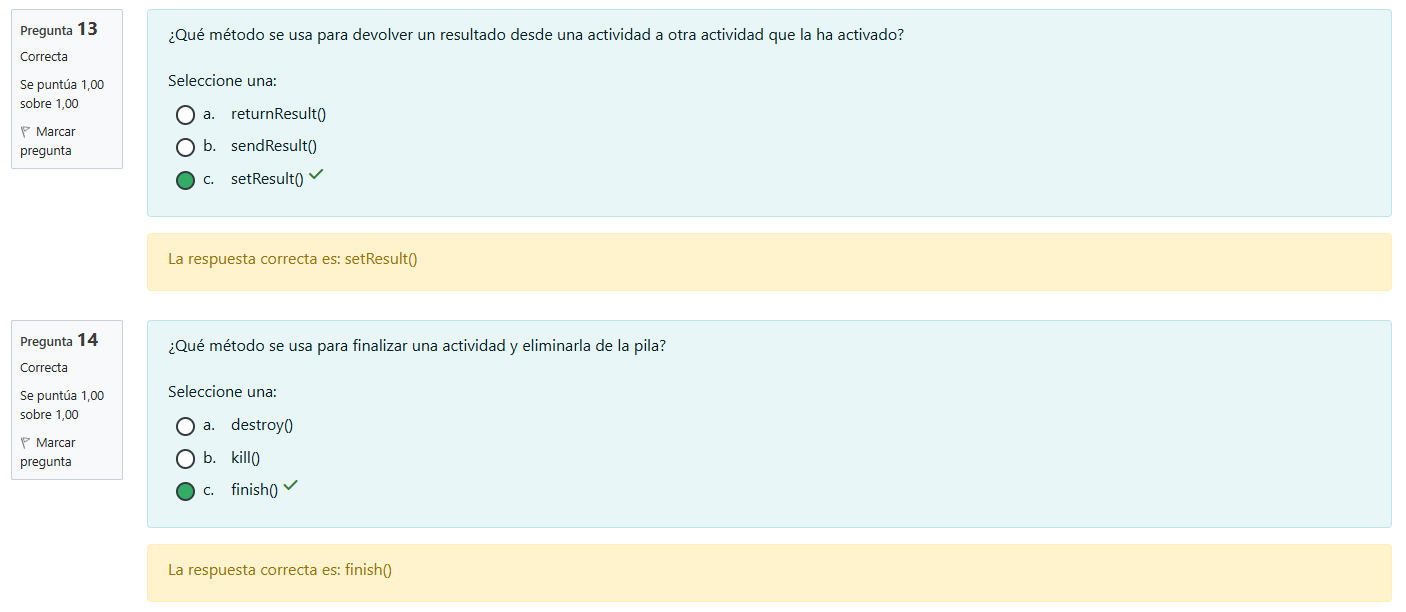 Pregunta 13
Correcta
Se puntúa 1,00
sobre 1,00
Marcar
pregunta
¿Qué método se usa para devolver un resultado desde una actividad a otra actividad que la ha activado?
Seleccione una:
a. returnResult()
b. sendResult()
c. setResult()
La respuesta correcta es: setResult()
Pregunta 14
Correcta
Se puntúa 1,00
sobre 1,00
Marcar
pregunta
¿Qué método se usa para finalizar una actividad y eliminarla de la pila?
Seleccione una:
a. destroy()
b. kill()
c. finish()
La respuesta correcta es: finish()